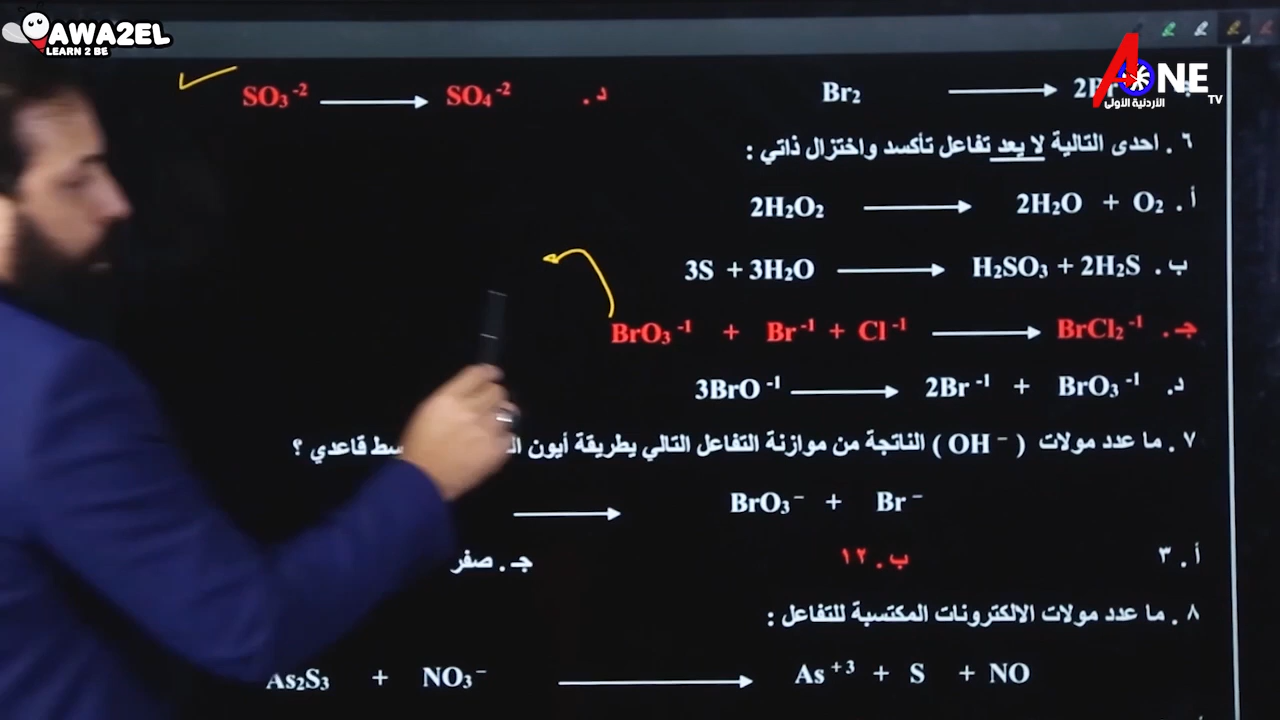 AWA2EL
LEARN 2 BE
A ONE TV
الأردنية الأولى
Br₂ ⟶ 2Br
د . SO₃⁻² ⟶ SO₄⁻²
٦ . احدى التالية لا يعد تفاعل تأكسد واختزال ذاتي :
أ . 2H₂O₂ ⟶ 2H₂O + O₂
ب . 3S + 3H₂O ⟶ H₂SO₃ + 2H₂S
جـ . BrO₃⁻¹ + Br⁻¹ + Cl⁻¹ ⟶ BrCl₂⁻¹
د. 3BrO⁻¹ ⟶ 2Br⁻¹ + BrO₃⁻¹
٧ . ما عدد مولات ( OH⁻ ) الناتجة من موازنة التفاعل التالي بطريقة أيون قاعدي ؟
⟶ BrO₃⁻ + Br⁻
أ . ٣ ب . ١٢ جـ . صفر
٨ . ما عدد مولات الالكترونات المكتسبة للتفاعل :
As₂S₃ + NO₃⁻ ⟶ As⁺³ + S + NO